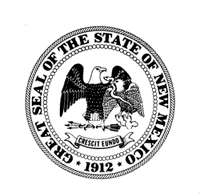 GREAT SEAL OF THE STATE OF NEW MEXICO
CRESCIT EUNDO
1912